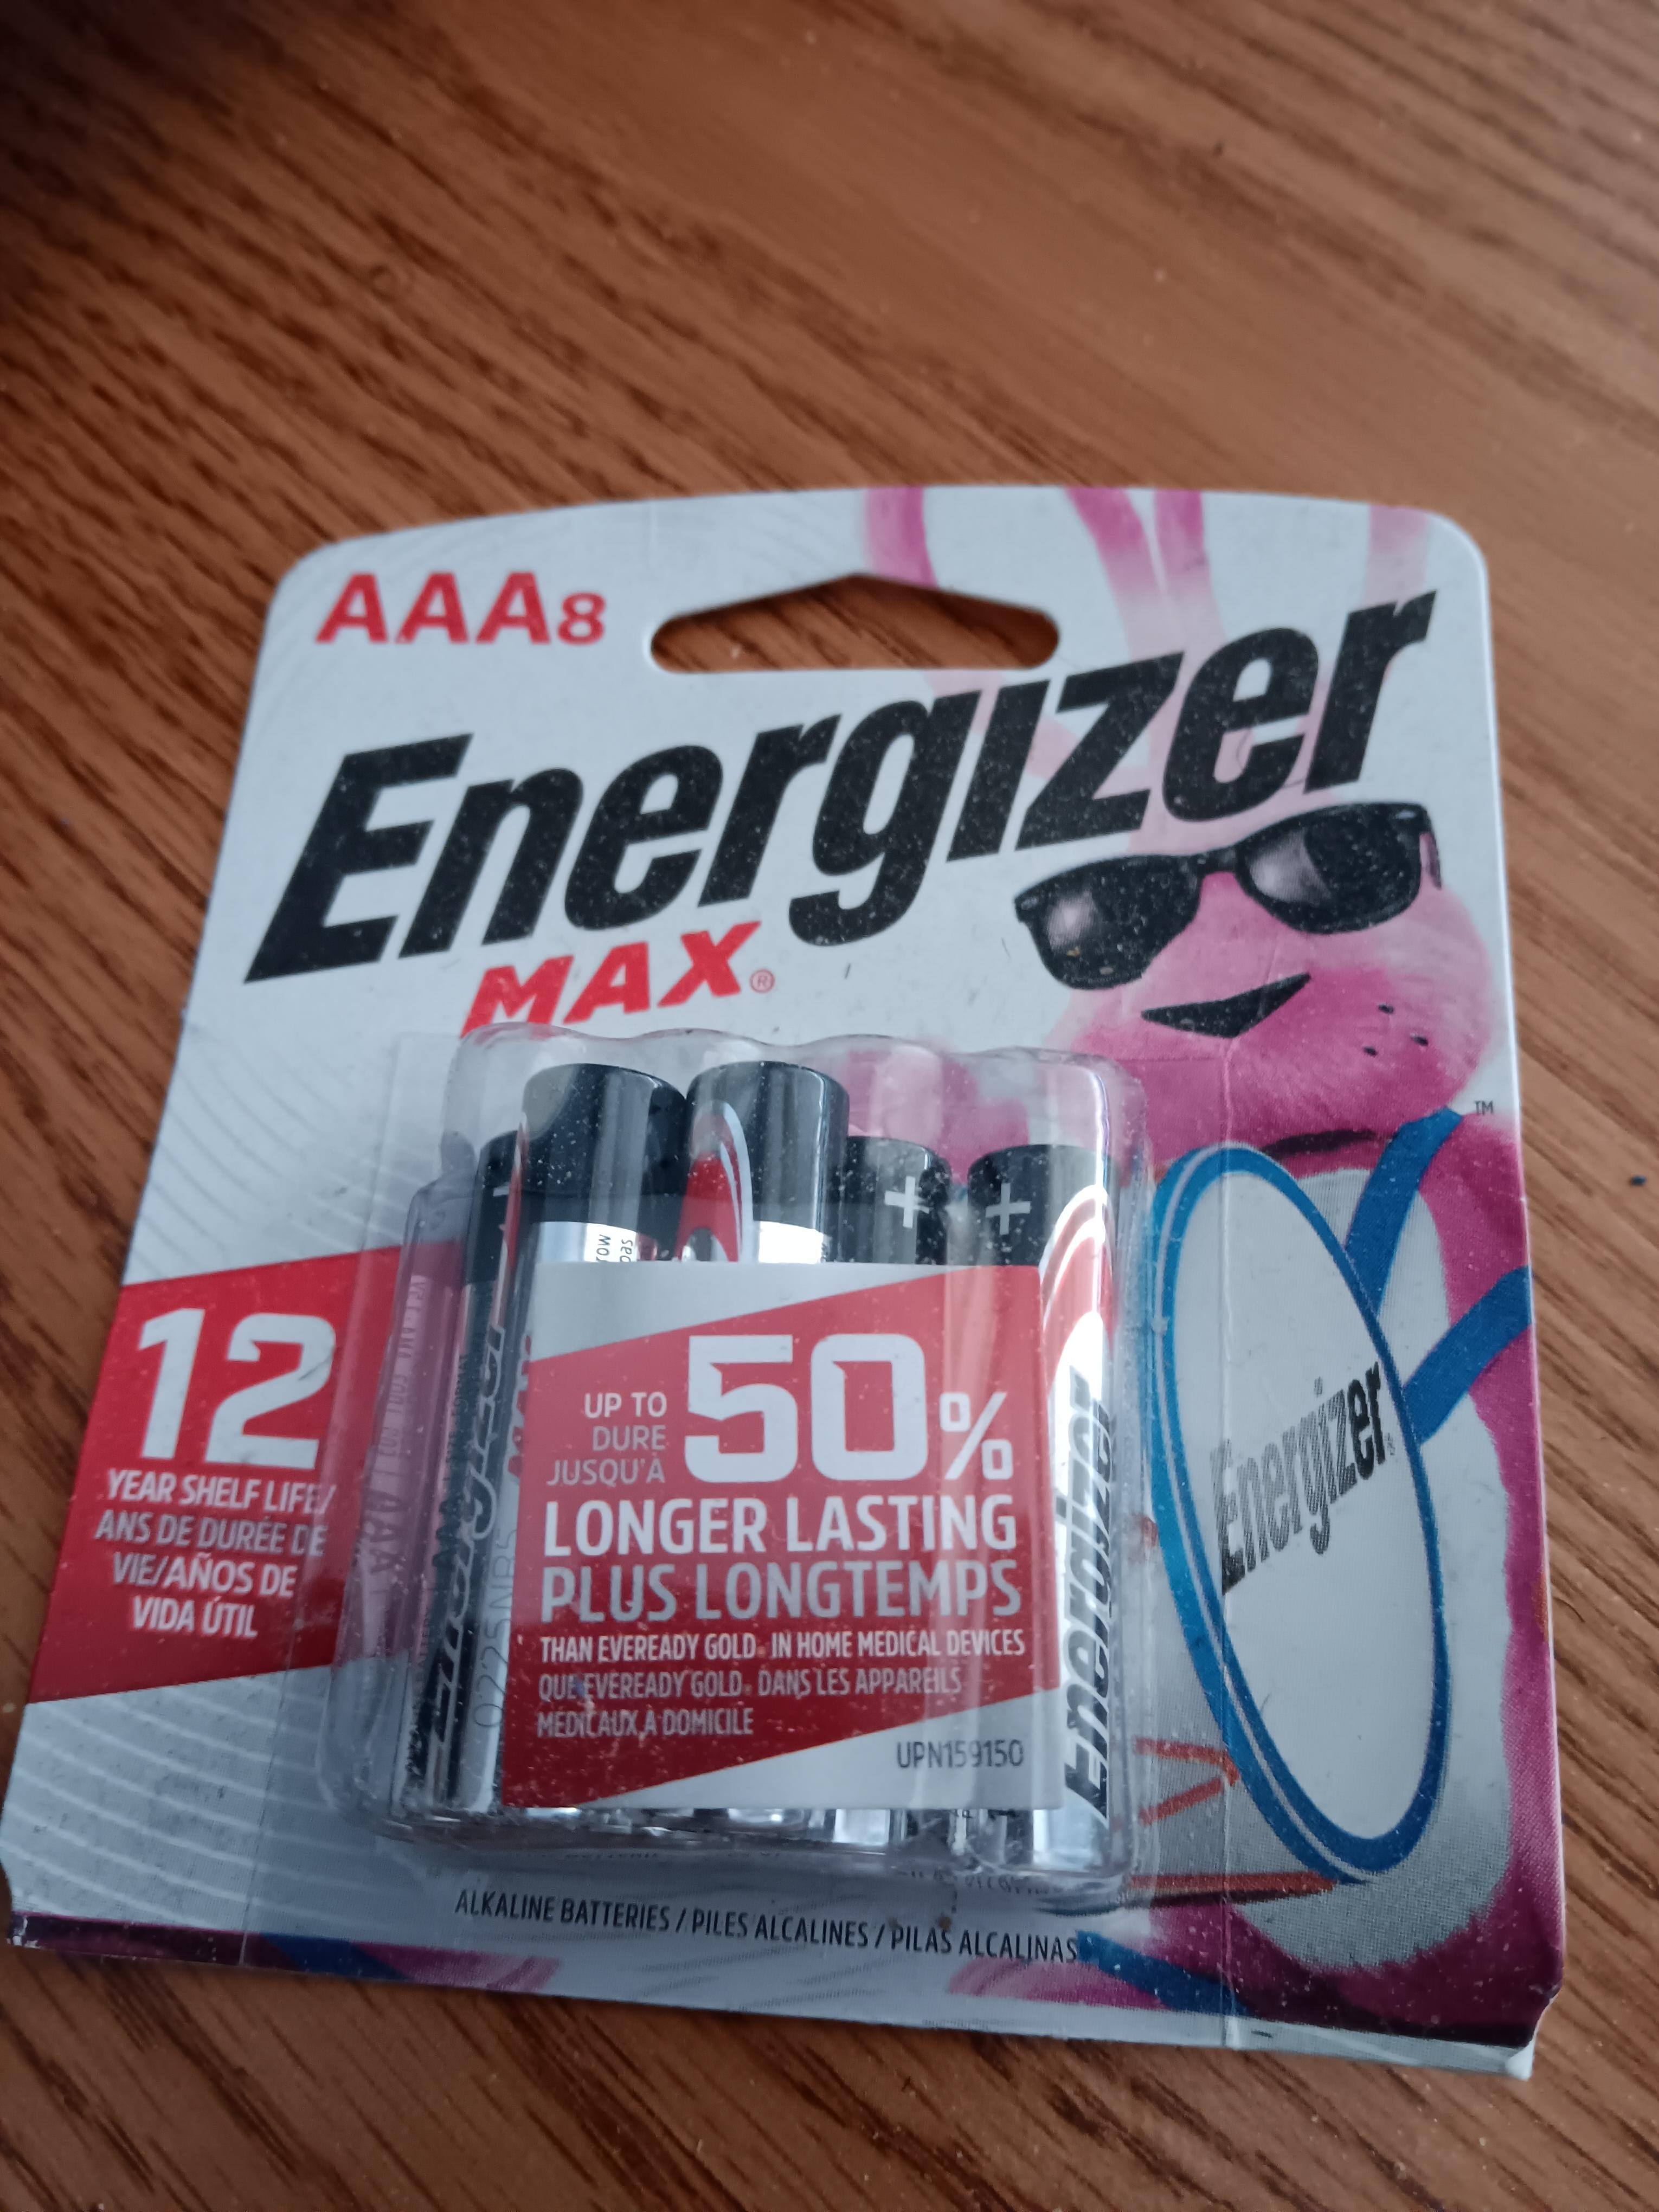 AAA8
Energizer
MAX®
12
YEAR SHELF LIFE/
ANS DE DURÉE DE
VIE/AÑOS DE
VIDA ÚTIL
UP TO
DURE
JUSQU'À
50%
LONGER LASTING
PLUS LONGTEMPS
THAN EVEREADY GOLD® IN HOME MEDICAL DEVICES
QUE EVEREADY GOLD® DANS LES APPAREILS
MÉDICAUX À DOMICILE
UPN159150
+
+
Energizer
TM
Energizer
ALKALINE BATTERIES / PILES ALCALINES / PILAS ALCALINAS